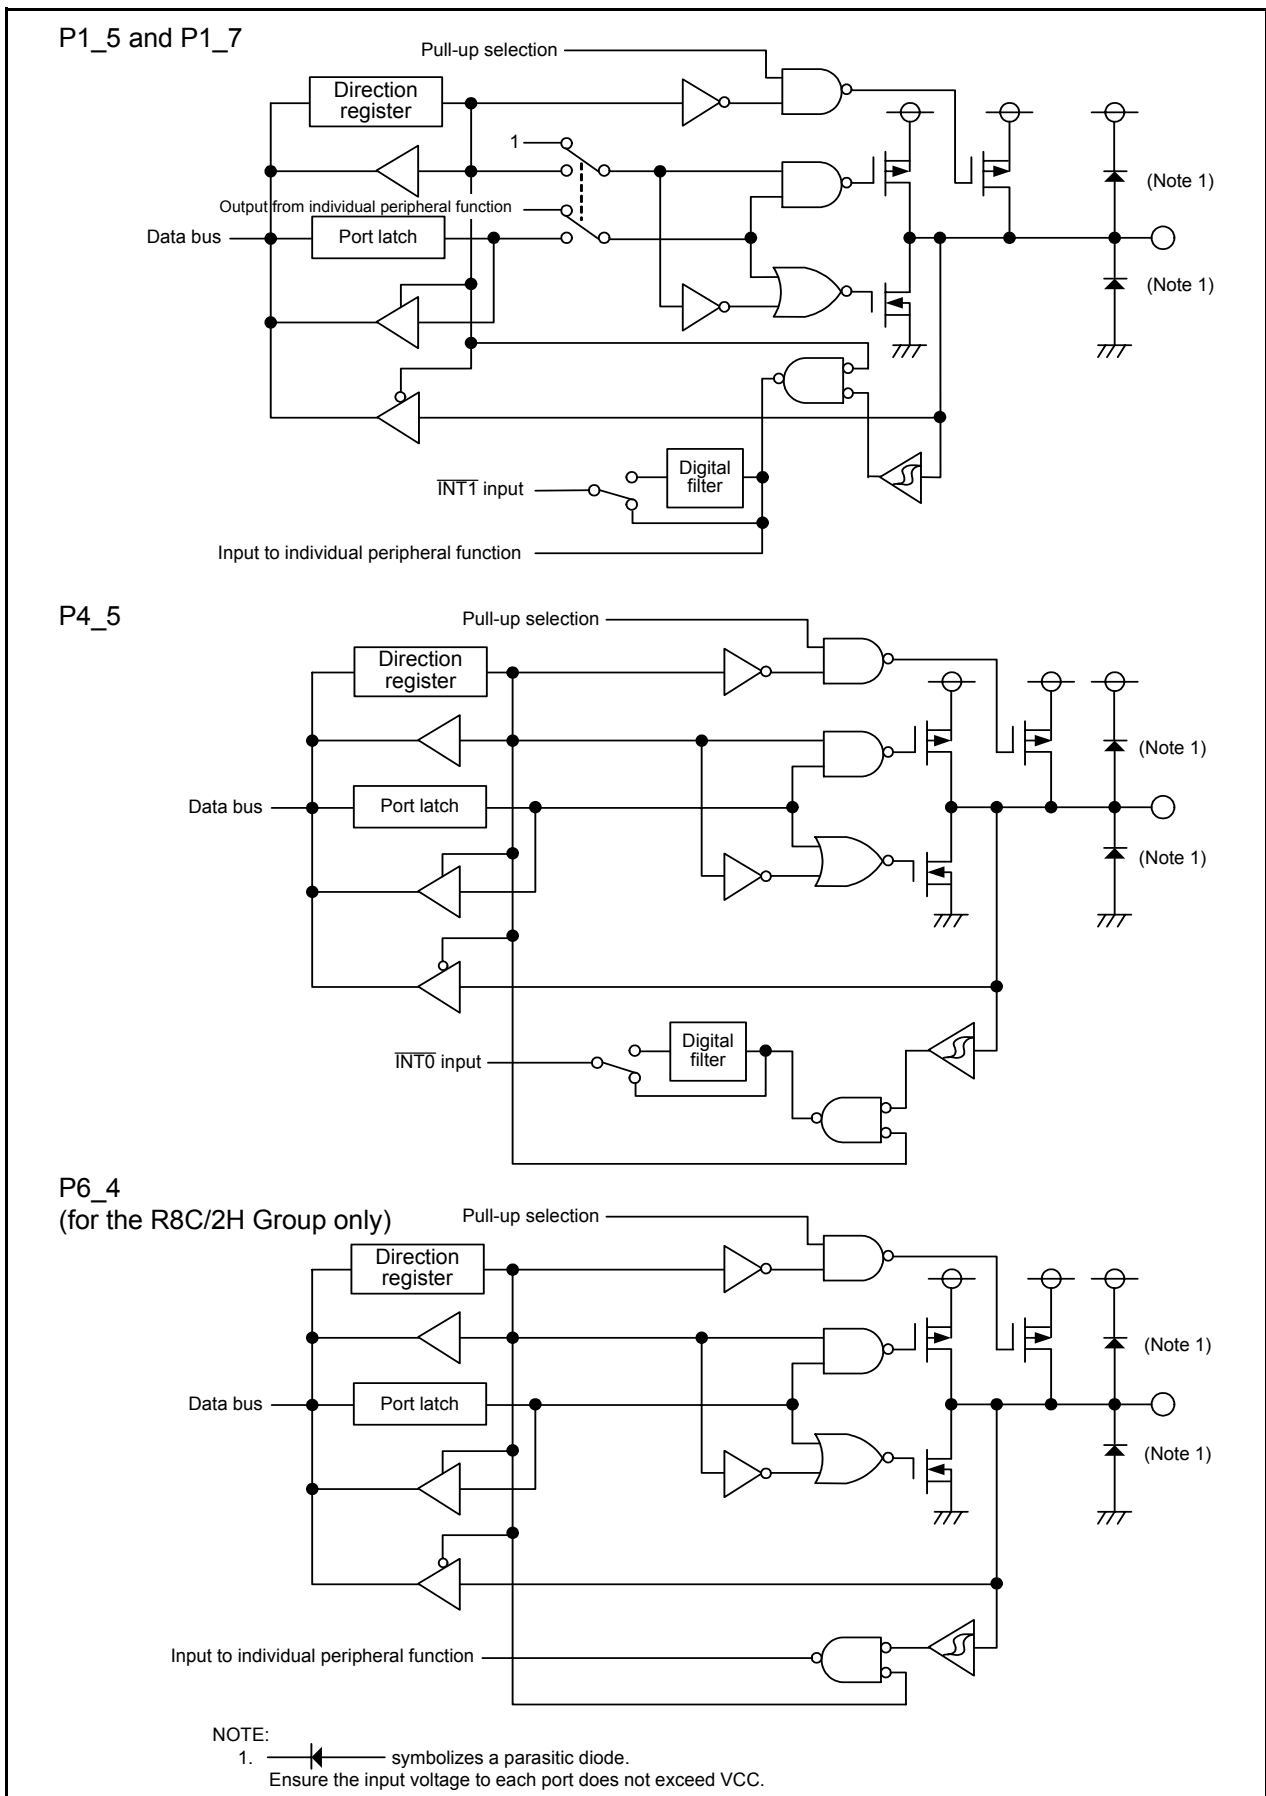 P1_5 and P1_7
Pull-up selection
Direction
register
1
(Note 1)
Output from individual peripheral function
Data bus
Port latch
(Note 1)
Digital
filter
INT1 input
Input to individual peripheral function
P4_5
Pull-up selection
Direction
register
(Note 1)
Data bus
Port latch
(Note 1)
Digital
filter
INT0 input
P6_4
(for the R8C/2H Group only)
Pull-up selection
Direction
register
(Note 1)
Data bus
Port latch
(Note 1)
Input to individual peripheral function
NOTE:
1. symbolizes a parasitic diode.
Ensure the input voltage to each port does not exceed VCC.